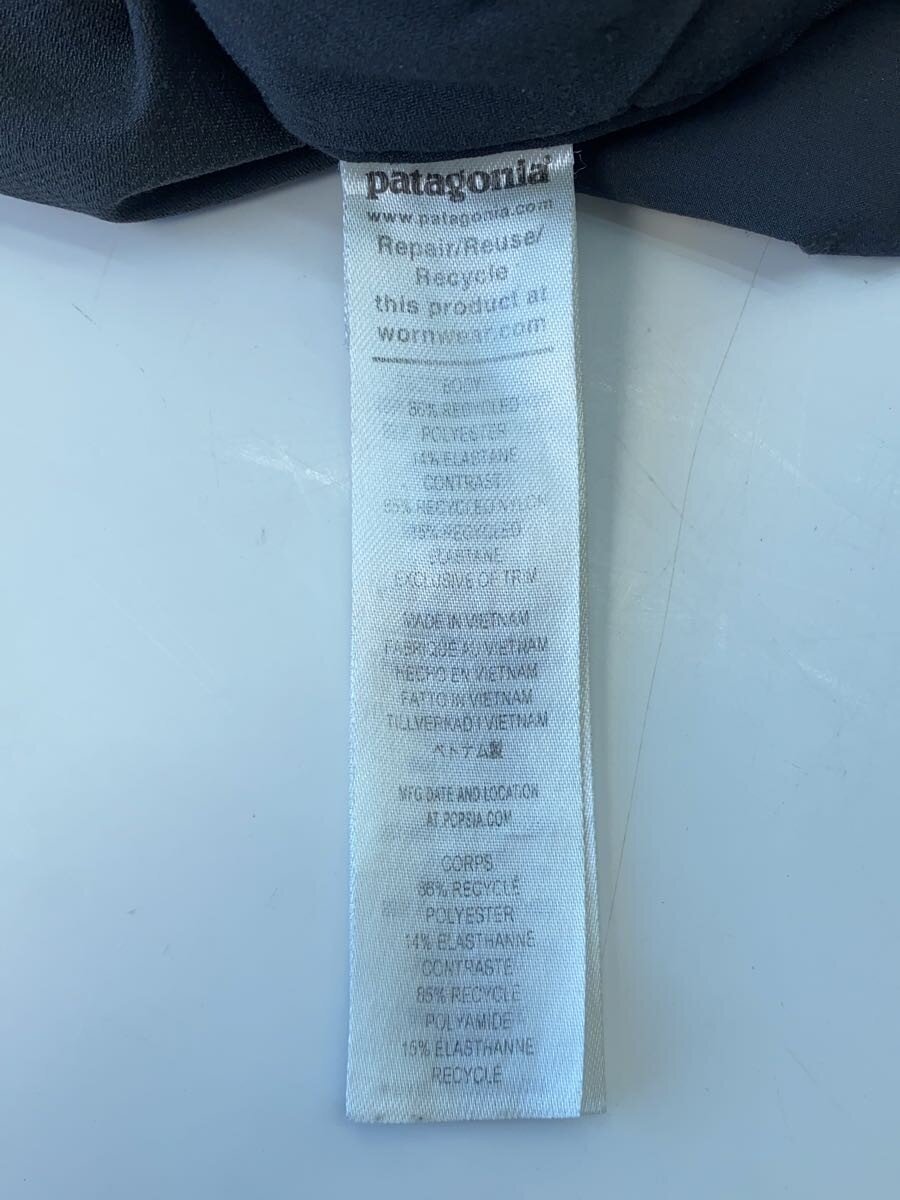 patagonia®
www.patagonia.com
Repair/Reuse/
Recycle
this product at
wornwear.com
BODY
86% RECYCLED
POLYESTER
14% ELASTANE
CONTRAST
85% RECYCLED NYLON
15% RECYCLED
ELASTANE
EXCLUSIVE OF TRIM
MADE IN VIETNAM
FABRIQUÉ AU VIETNAM
HECHO EN VIETNAM
FATTO IN VIETNAM
TILLVERKAD I VIETNAM
ベトナム製
MFG DATE AND LOCATION
AT POPSIA.COM
CORPS
86% RECYCLÉ
POLYESTER
14% ELASTHANNE
CONTRASTE
85% RECYCLÉ
POLYAMIDE
15% ELASTHANNE
RECYCLÉ